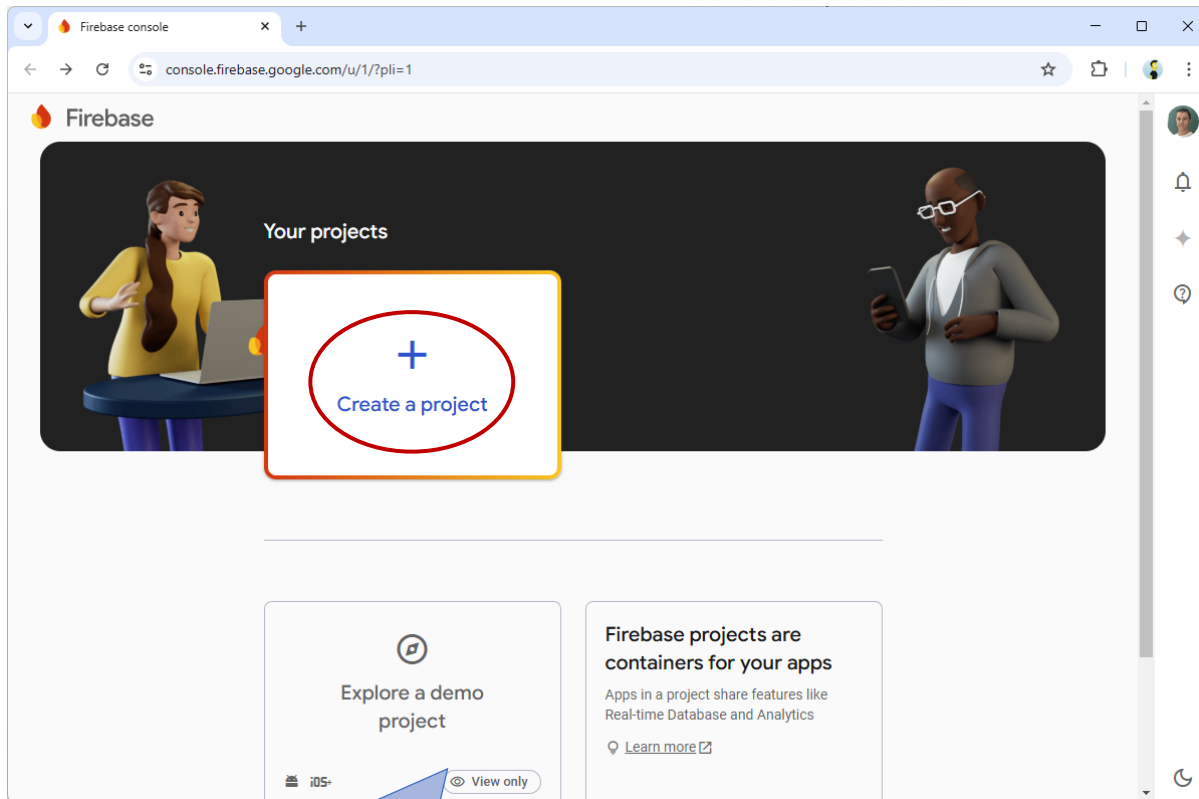 Firebase console
console.firebase.google.com/u/1/?pli=1
Firebase
Your projects
Create a project
Explore a demo
project
iOS+
View only
Firebase projects are
containers for your apps
Apps in a project share features like
Real-time Database and Analytics
Learn more